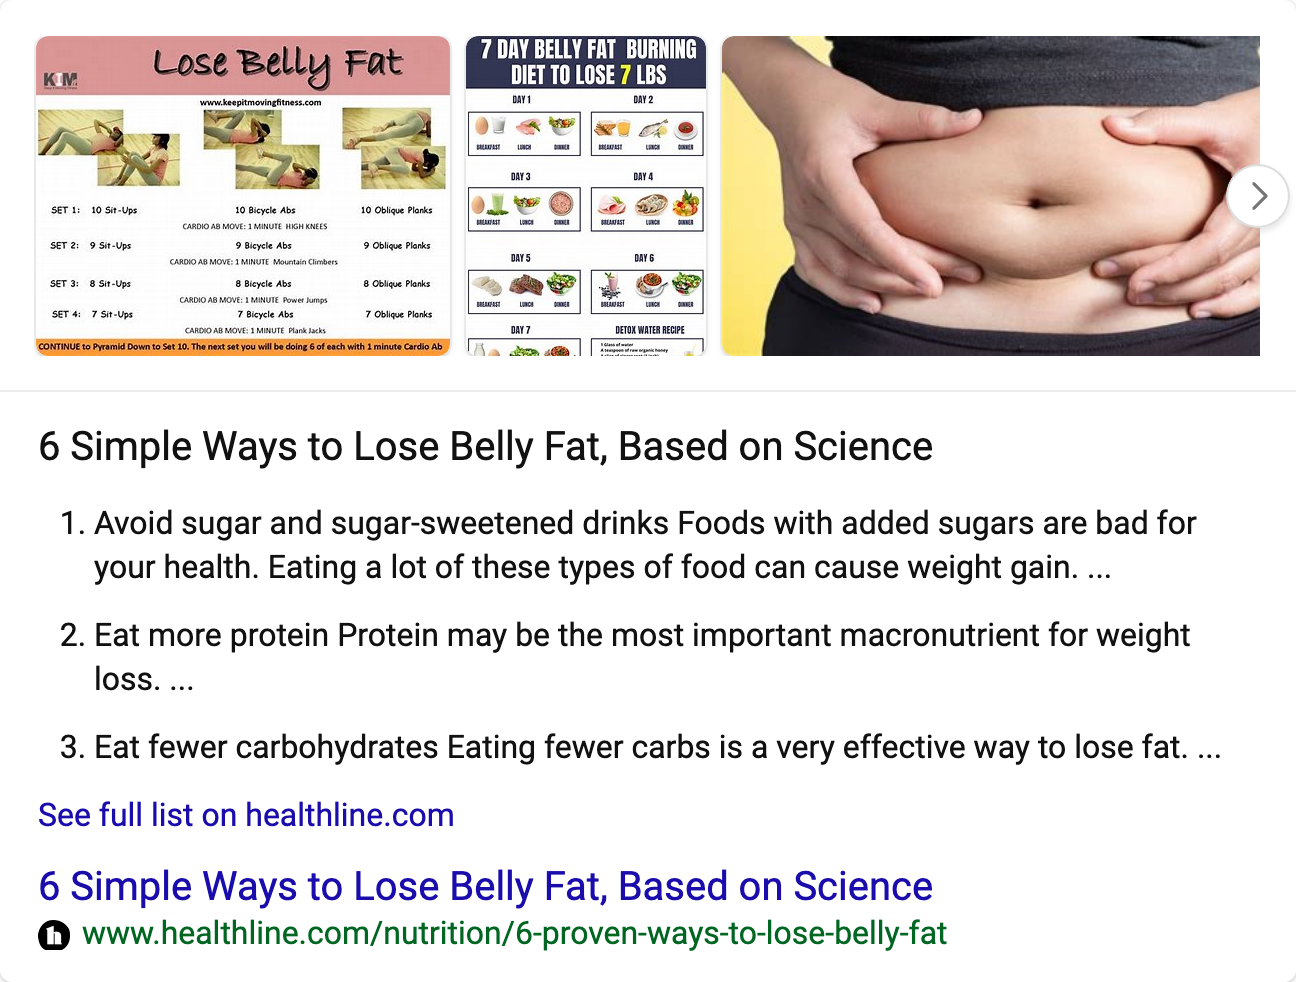 Lose Belly Fat
KTM
www.keepitmovingfitness.com
SET 1: 10 Sit-Ups 10 Bicycle Abs 10 Oblique Planks
CARDIO AB MOVE: 1 MINUTE HIGH KNEES
SET 2: 9 Sit-Ups 9 Bicycle Abs 9 Oblique Planks
CARDIO AB MOVE: 1 MINUTE Mountain Climbers
SET 3: 8 Sit-Ups 8 Bicycle Abs 8 Oblique Planks
CARDIO AB MOVE: 1 MINUTE Power Jumps
SET 4: 7 Sit-Ups 7 Bicycle Abs 7 Oblique Planks
CARDIO AB MOVE: 1 MINUTE Plank Jacks
CONTINUE to Pyramid Down to Set 10. The next set you will be doing 6 of each with 1 minute Cardio Ab
7 DAY BELLY FAT BURNING
DIET TO LOSE 7 LBS
DAY 1 DAY 2
BREAKFAST LUNCH DINNER BREAKFAST LUNCH DINNER
DAY 3 DAY 4
BREAKFAST LUNCH DINNER BREAKFAST LUNCH DINNER
DAY 5 DAY 6
BREAKFAST LUNCH DINNER BREAKFAST LUNCH DINNER
DAY 7 DETOX WATER RECIPE
1 Glass of water
A teaspoon of raw organic honey
6 Simple Ways to Lose Belly Fat, Based on Science
1. Avoid sugar and sugar-sweetened drinks Foods with added sugars are bad for
your health. Eating a lot of these types of food can cause weight gain. ...
2. Eat more protein Protein may be the most important macronutrient for weight
loss. ...
3. Eat fewer carbohydrates Eating fewer carbs is a very effective way to lose fat. ...
See full list on healthline.com
6 Simple Ways to Lose Belly Fat, Based on Science
h www.healthline.com/nutrition/6-proven-ways-to-lose-belly-fat